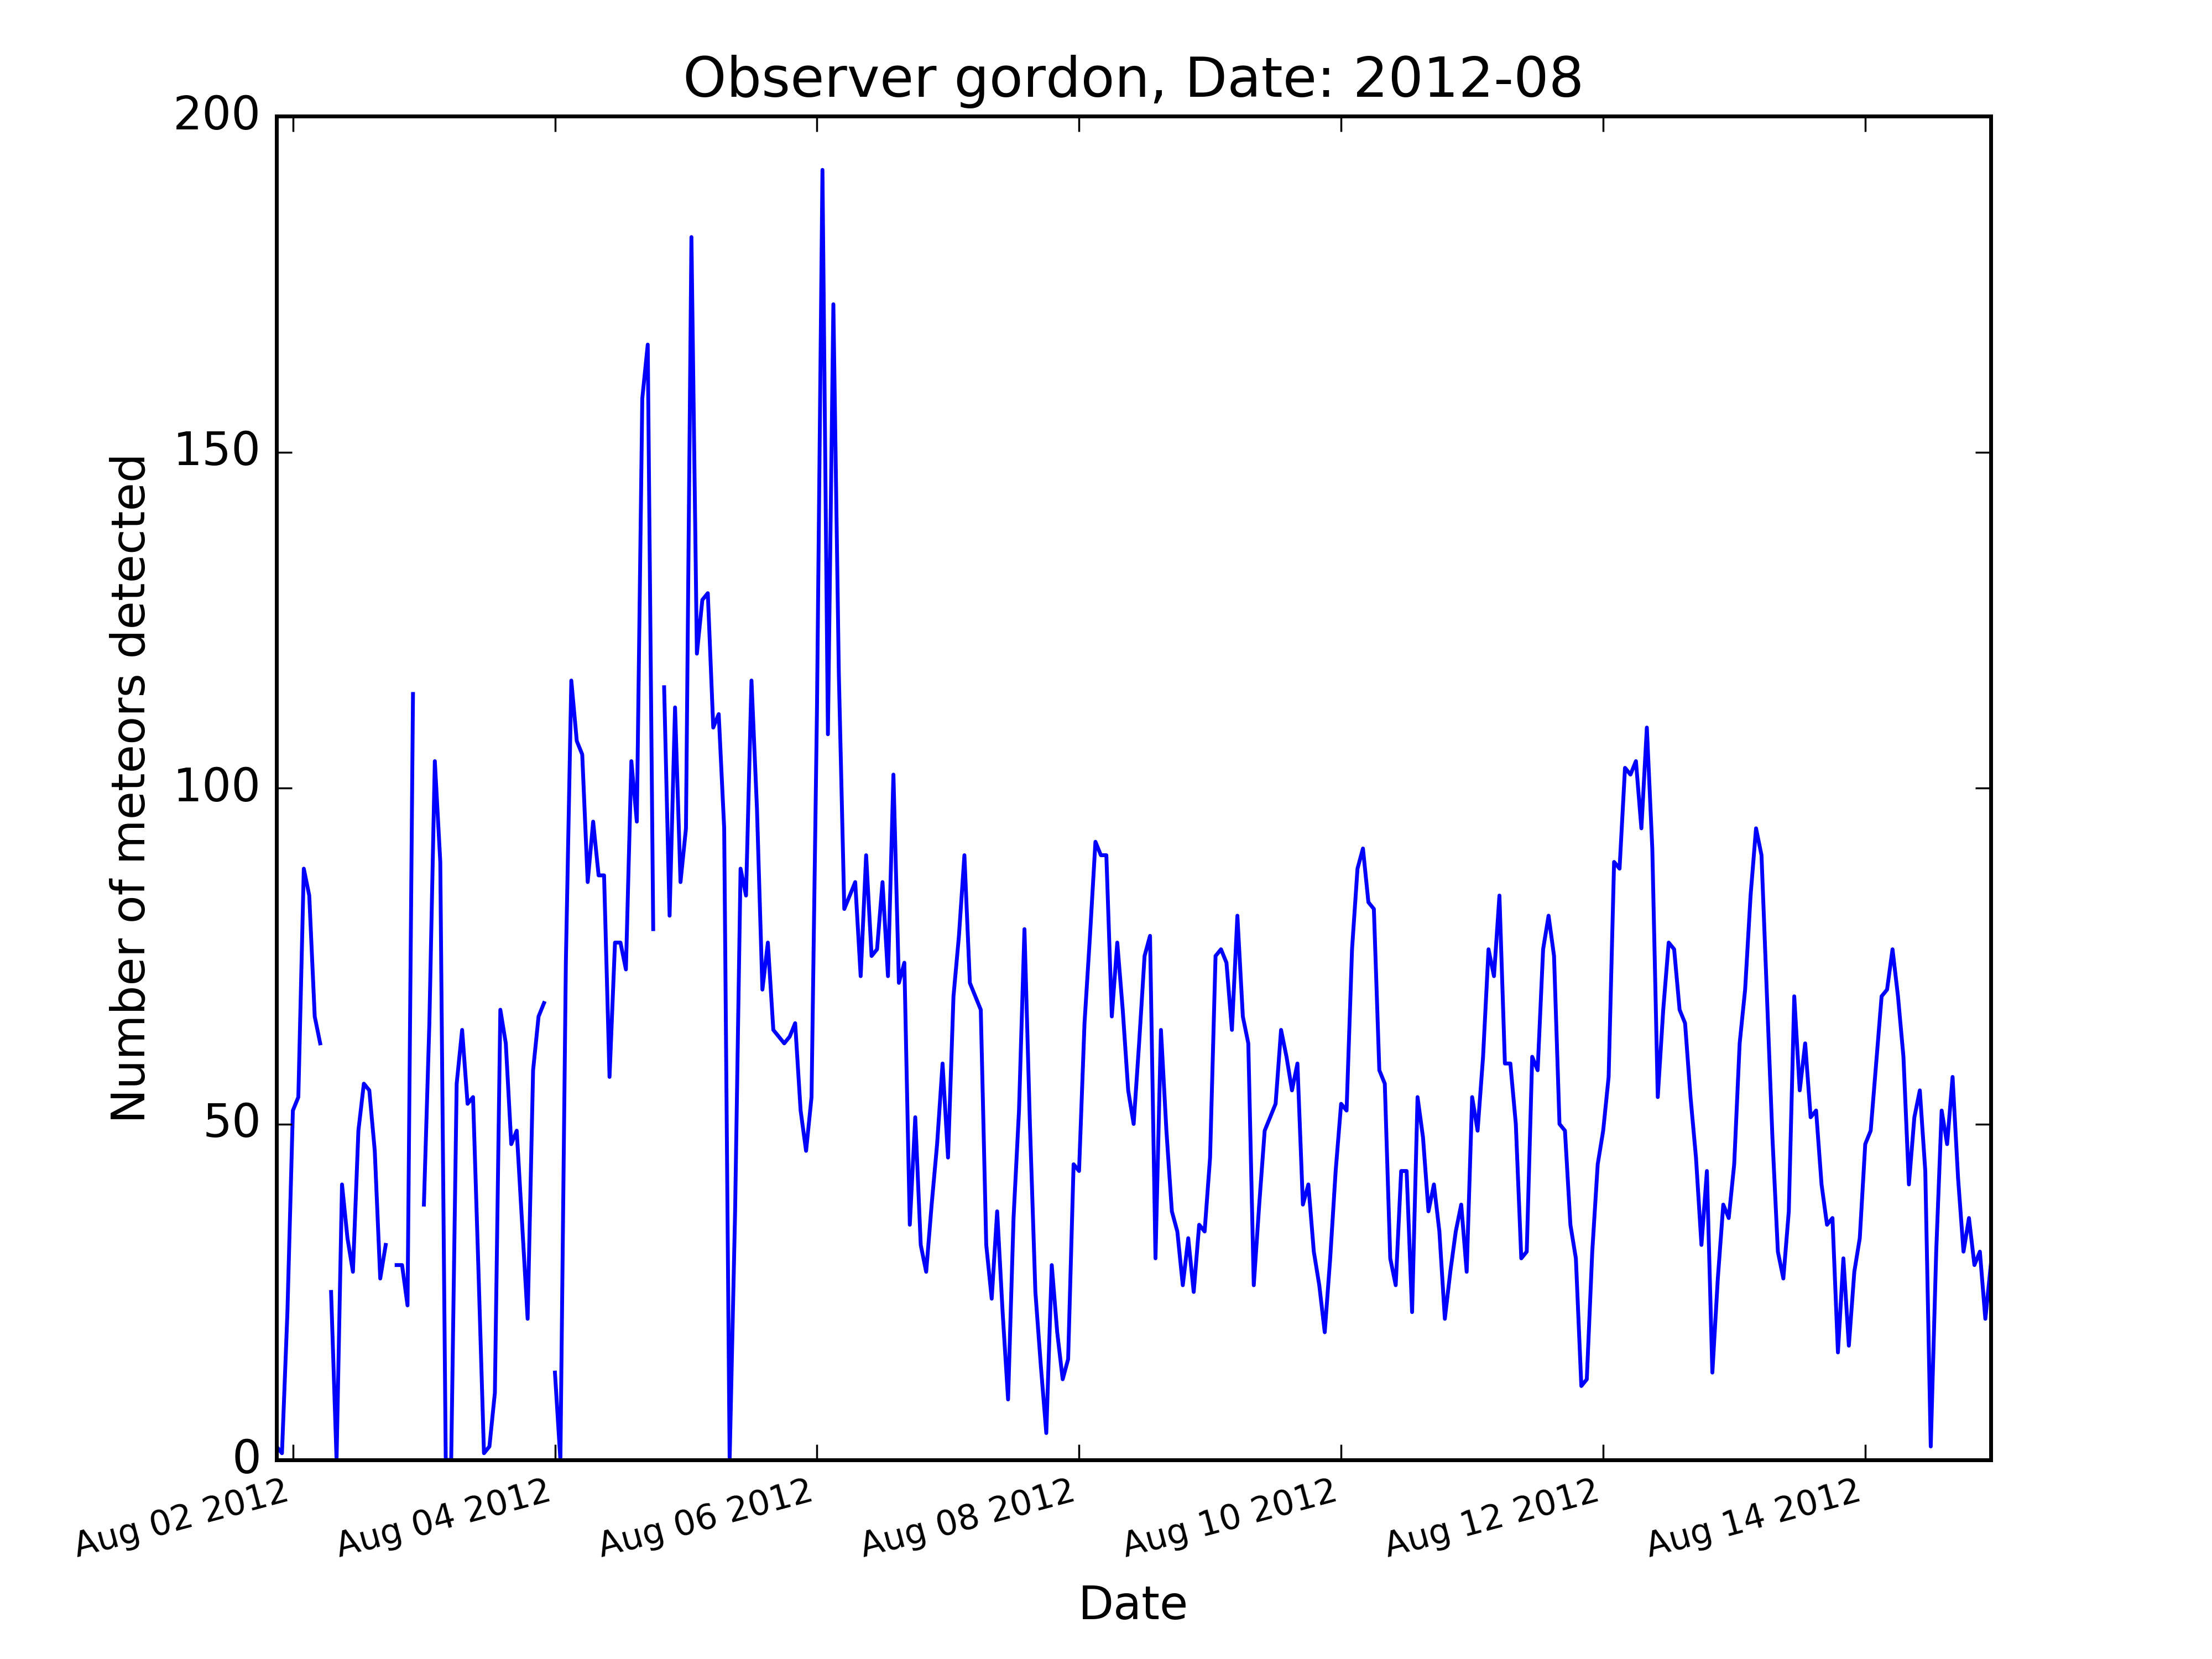 Observer gordon, Date: 2012-08
Number of meteors detected
200
150
100
50
0
Aug 02 2012
Aug 04 2012
Aug 06 2012
Aug 08 2012
Aug 10 2012
Aug 12 2012
Aug 14 2012
Date